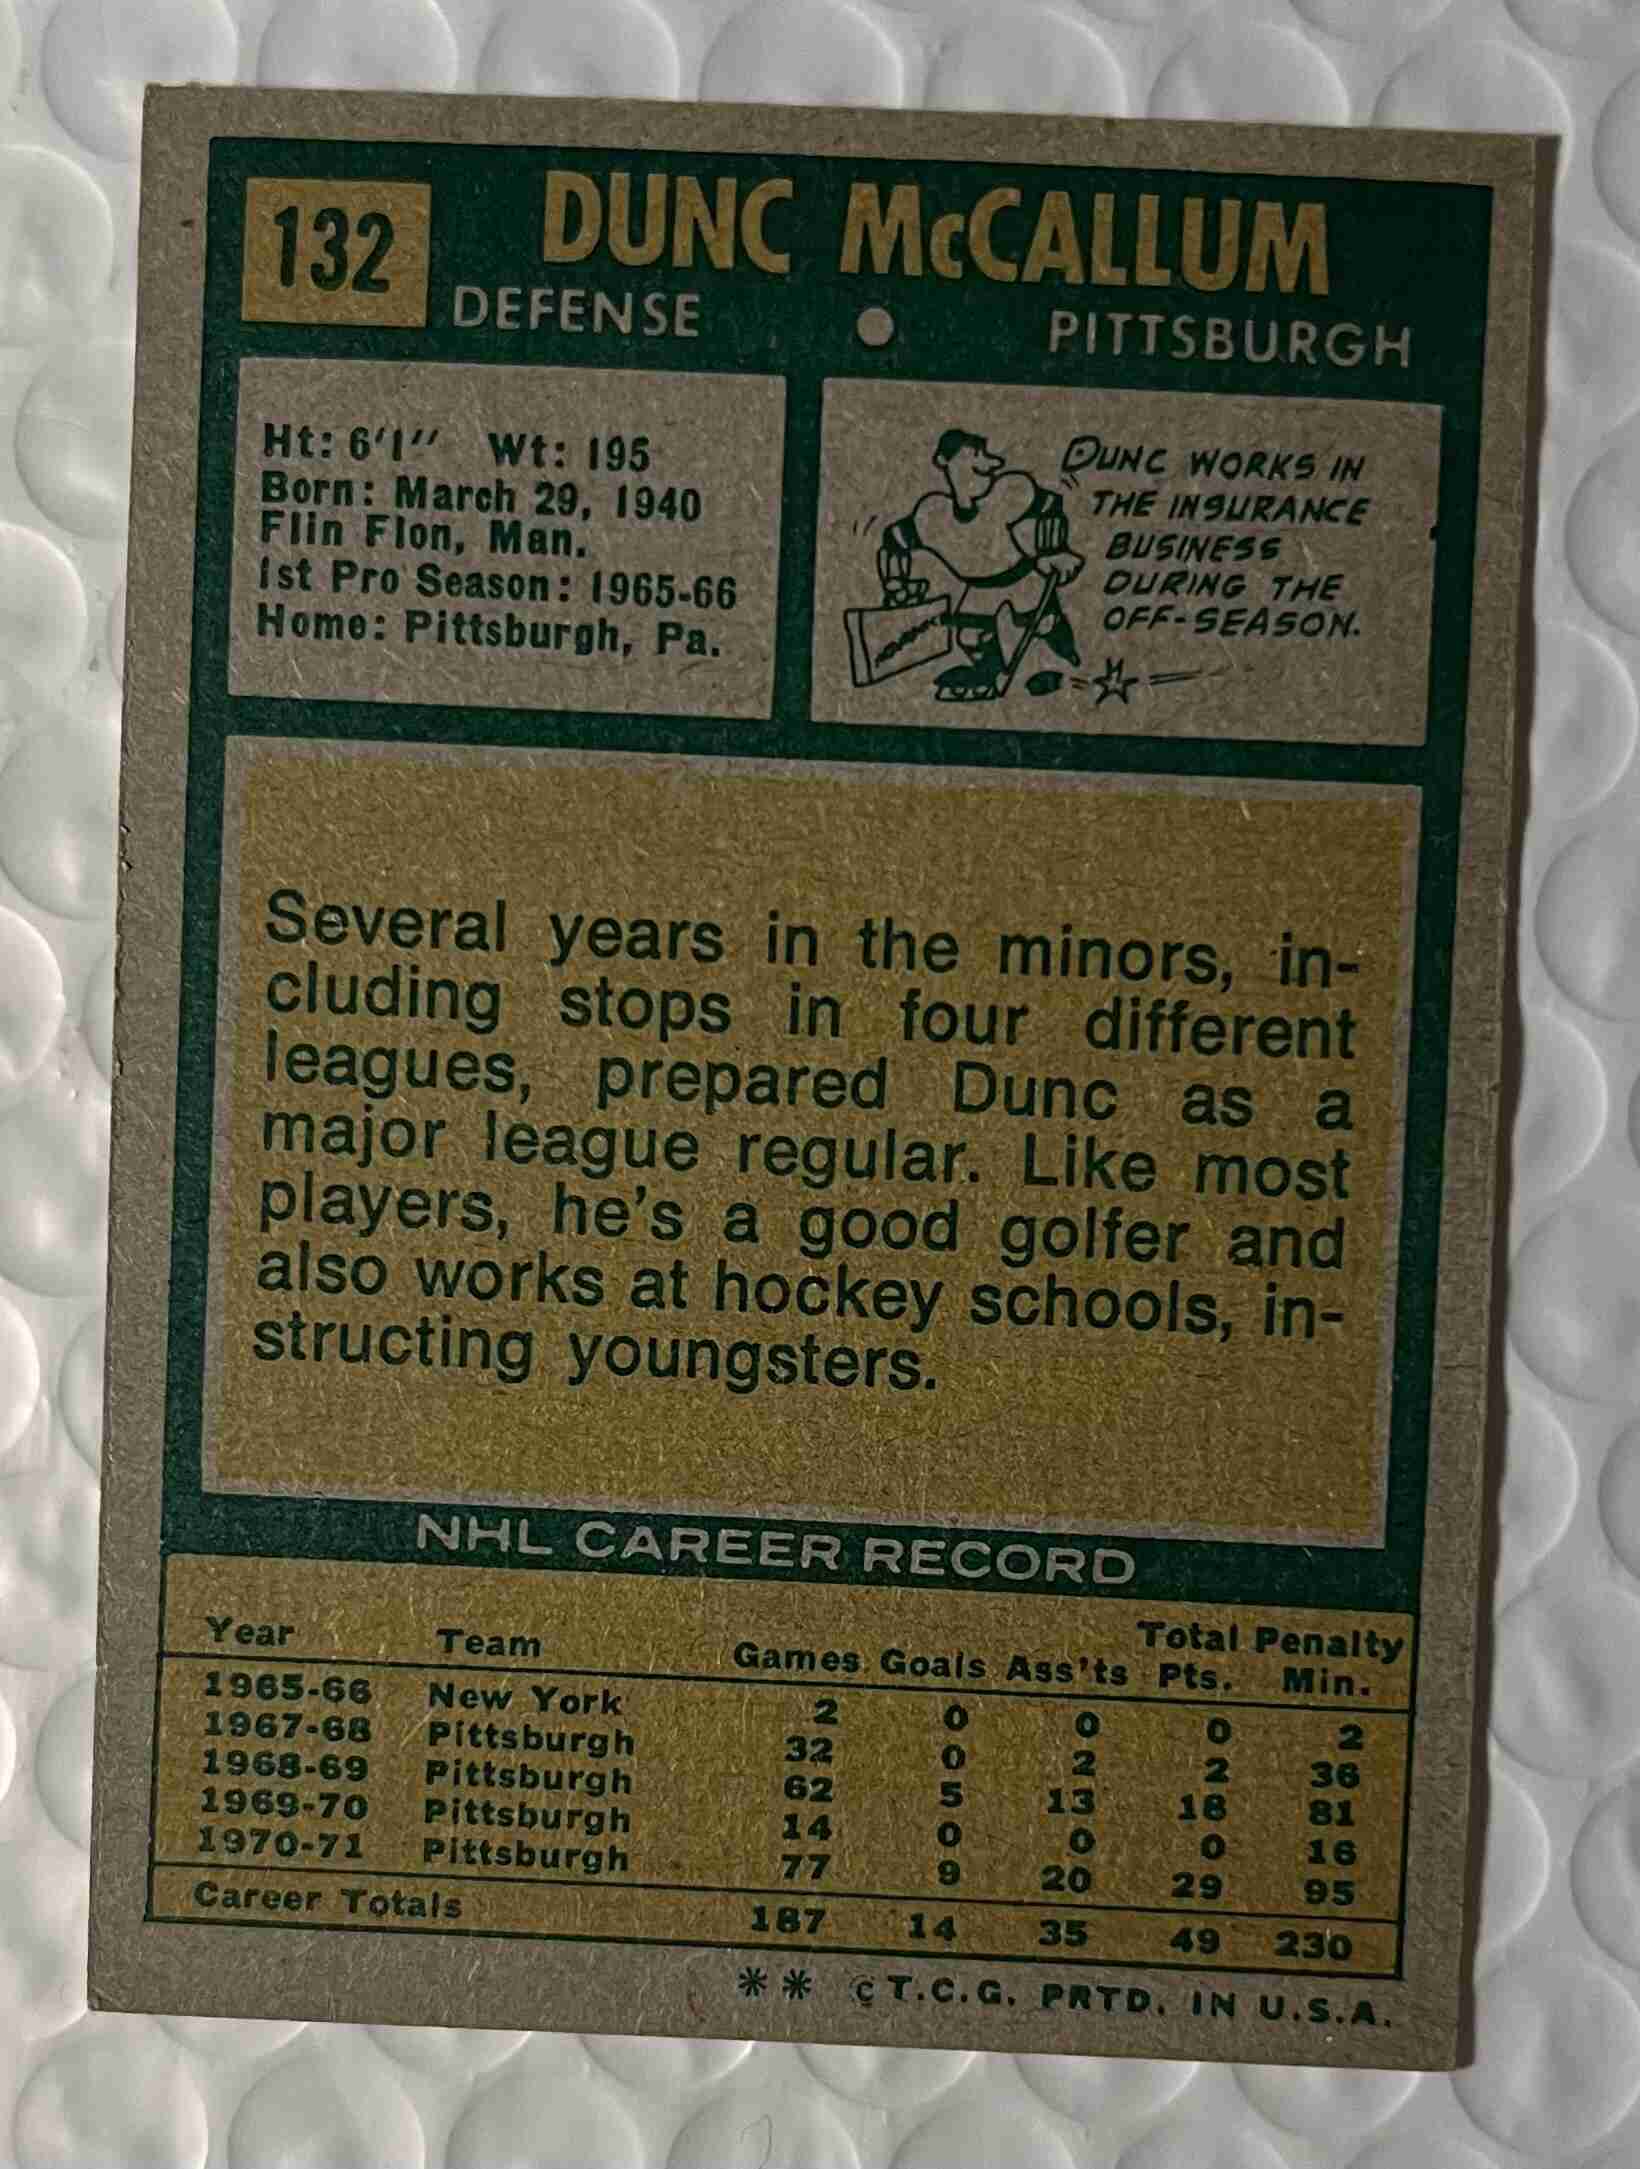 132
DUNC McCALLUM
DEFENSE • PITTSBURGH
Ht: 6'1" Wt: 195
Born: March 29, 1940
Flin Flon, Man.
1st Pro Season: 1965-66
Home: Pittsburgh, Pa.
DUNC WORKS IN
THE INSURANCE
BUSINESS
DURING THE
OFF-SEASON.
Several years in the minors, in-
cluding stops in four different
leagues, prepared Dunc as a
major league regular. Like most
players, he's a good golfer and
also works at hockey schools, in-
structing youngsters.
NHL CAREER RECORD
Year Team Games Goals Ass'ts Total Pts. Penalty Min.
1965-66 New York 2 0 0 0 2
1967-68 Pittsburgh 32 0 2 2 36
1968-69 Pittsburgh 62 5 13 18 81
1969-70 Pittsburgh 14 0 0 0 16
1970-71 Pittsburgh 77 9 20 29 95
Career Totals 187 14 35 49 230
** © T.C.G. PRTD. IN U.S.A.